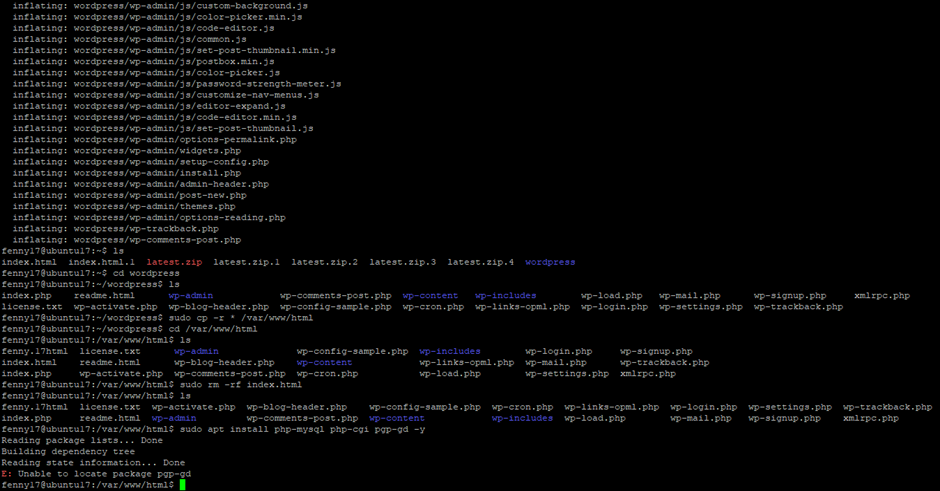 inflating: wordpress/wp-admin/js/custom-background.js
inflating: wordpress/wp-admin/js/color-picker.min.js
inflating: wordpress/wp-admin/js/code-editor.js
inflating: wordpress/wp-admin/js/common.js
inflating: wordpress/wp-admin/js/set-post-thumbnail.min.js
inflating: wordpress/wp-admin/js/postbox.min.js
inflating: wordpress/wp-admin/js/color-picker.js
inflating: wordpress/wp-admin/js/password-strength-meter.js
inflating: wordpress/wp-admin/js/customize-nav-menus.js
inflating: wordpress/wp-admin/js/editor-expand.js
inflating: wordpress/wp-admin/js/code-editor.min.js
inflating: wordpress/wp-admin/js/set-post-thumbnail.js
inflating: wordpress/wp-admin/options-permalink.php
inflating: wordpress/wp-admin/widgets.php
inflating: wordpress/wp-admin/setup-config.php
inflating: wordpress/wp-admin/install.php
inflating: wordpress/wp-admin/admin-header.php
inflating: wordpress/wp-admin/post-new.php
inflating: wordpress/wp-admin/themes.php
inflating: wordpress/wp-admin/options-reading.php
inflating: wordpress/wp-trackback.php
inflating: wordpress/wp-comments-post.php
fenny17@ubuntu17:~$ ls
index.html index.html.1 latest.zip latest.zip.1 latest.zip.2 latest.zip.3 latest.zip.4 wordpress
fenny17@ubuntu17:~$ cd wordpress
fenny17@ubuntu17:~/wordpress$ ls
index.php readme.html wp-admin wp-comments-post.php wp-content wp-includes wp-load.php wp-mail.php wp-signup.php xmlrpc.php
license.txt wp-activate.php wp-blog-header.php wp-config-sample.php wp-cron.php wp-links-opml.php wp-login.php wp-settings.php wp-trackback.php
fenny17@ubuntu17:~/wordpress$ sudo cp -r * /var/www/html
fenny17@ubuntu17:~/wordpress$ cd /var/www/html
fenny17@ubuntu17:/var/www/html$ ls
fenny.17html license.txt wp-admin wp-config-sample.php wp-includes wp-login.php wp-signup.php
index.html readme.html wp-blog-header.php wp-content wp-links-opml.php wp-mail.php wp-trackback.php
index.php wp-activate.php wp-comments-post.php wp-cron.php wp-load.php wp-settings.php xmlrpc.php
fenny17@ubuntu17:/var/www/html$ sudo rm -rf index.html
fenny17@ubuntu17:/var/www/html$ ls
fenny.17html license.txt wp-activate.php wp-blog-header.php wp-config-sample.php wp-cron.php wp-links-opml.php wp-login.php wp-settings.php wp-trackback.php
index.php readme.html wp-admin wp-comments-post.php wp-content wp-includes wp-load.php wp-mail.php wp-signup.php xmlrpc.php
fenny17@ubuntu17:/var/www/html$ sudo apt install php-mysql php-cgi pgp-gd -y
Reading package lists... Done
Building dependency tree
Reading state information... Done
E: Unable to locate package pgp-gd
fenny17@ubuntu17:/var/www/html$